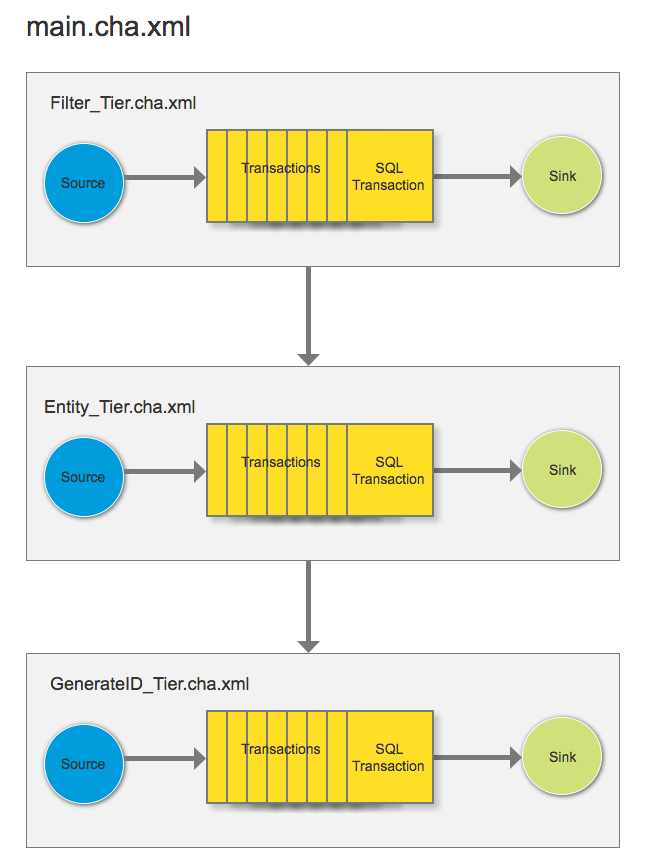 main.cha.xml
Filter_Tier.cha.xml
Source
Transactions
SQL
Transaction
Sink
Entity_Tier.cha.xml
Source
Transactions
SQL
Transaction
Sink
GenerateID_Tier.cha.xml
Source
Transactions
SQL
Transaction
Sink